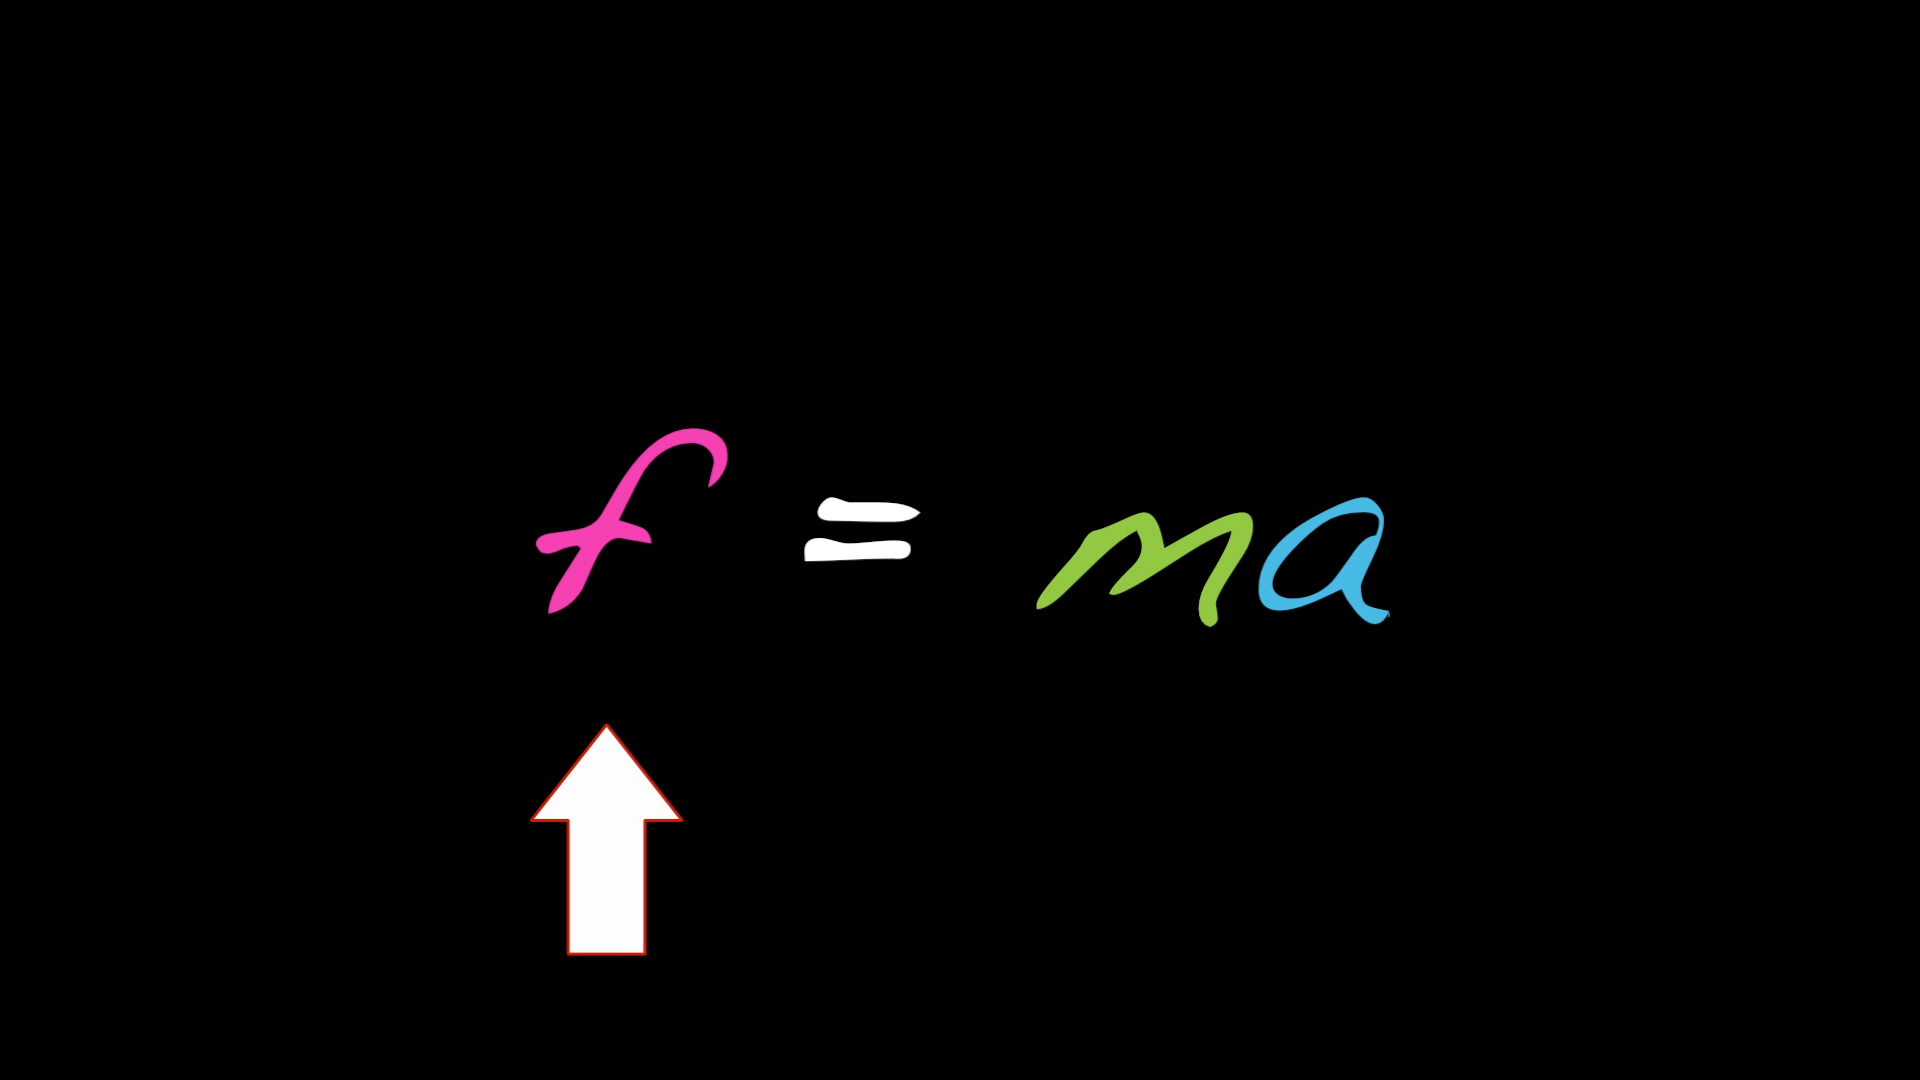 f = ma